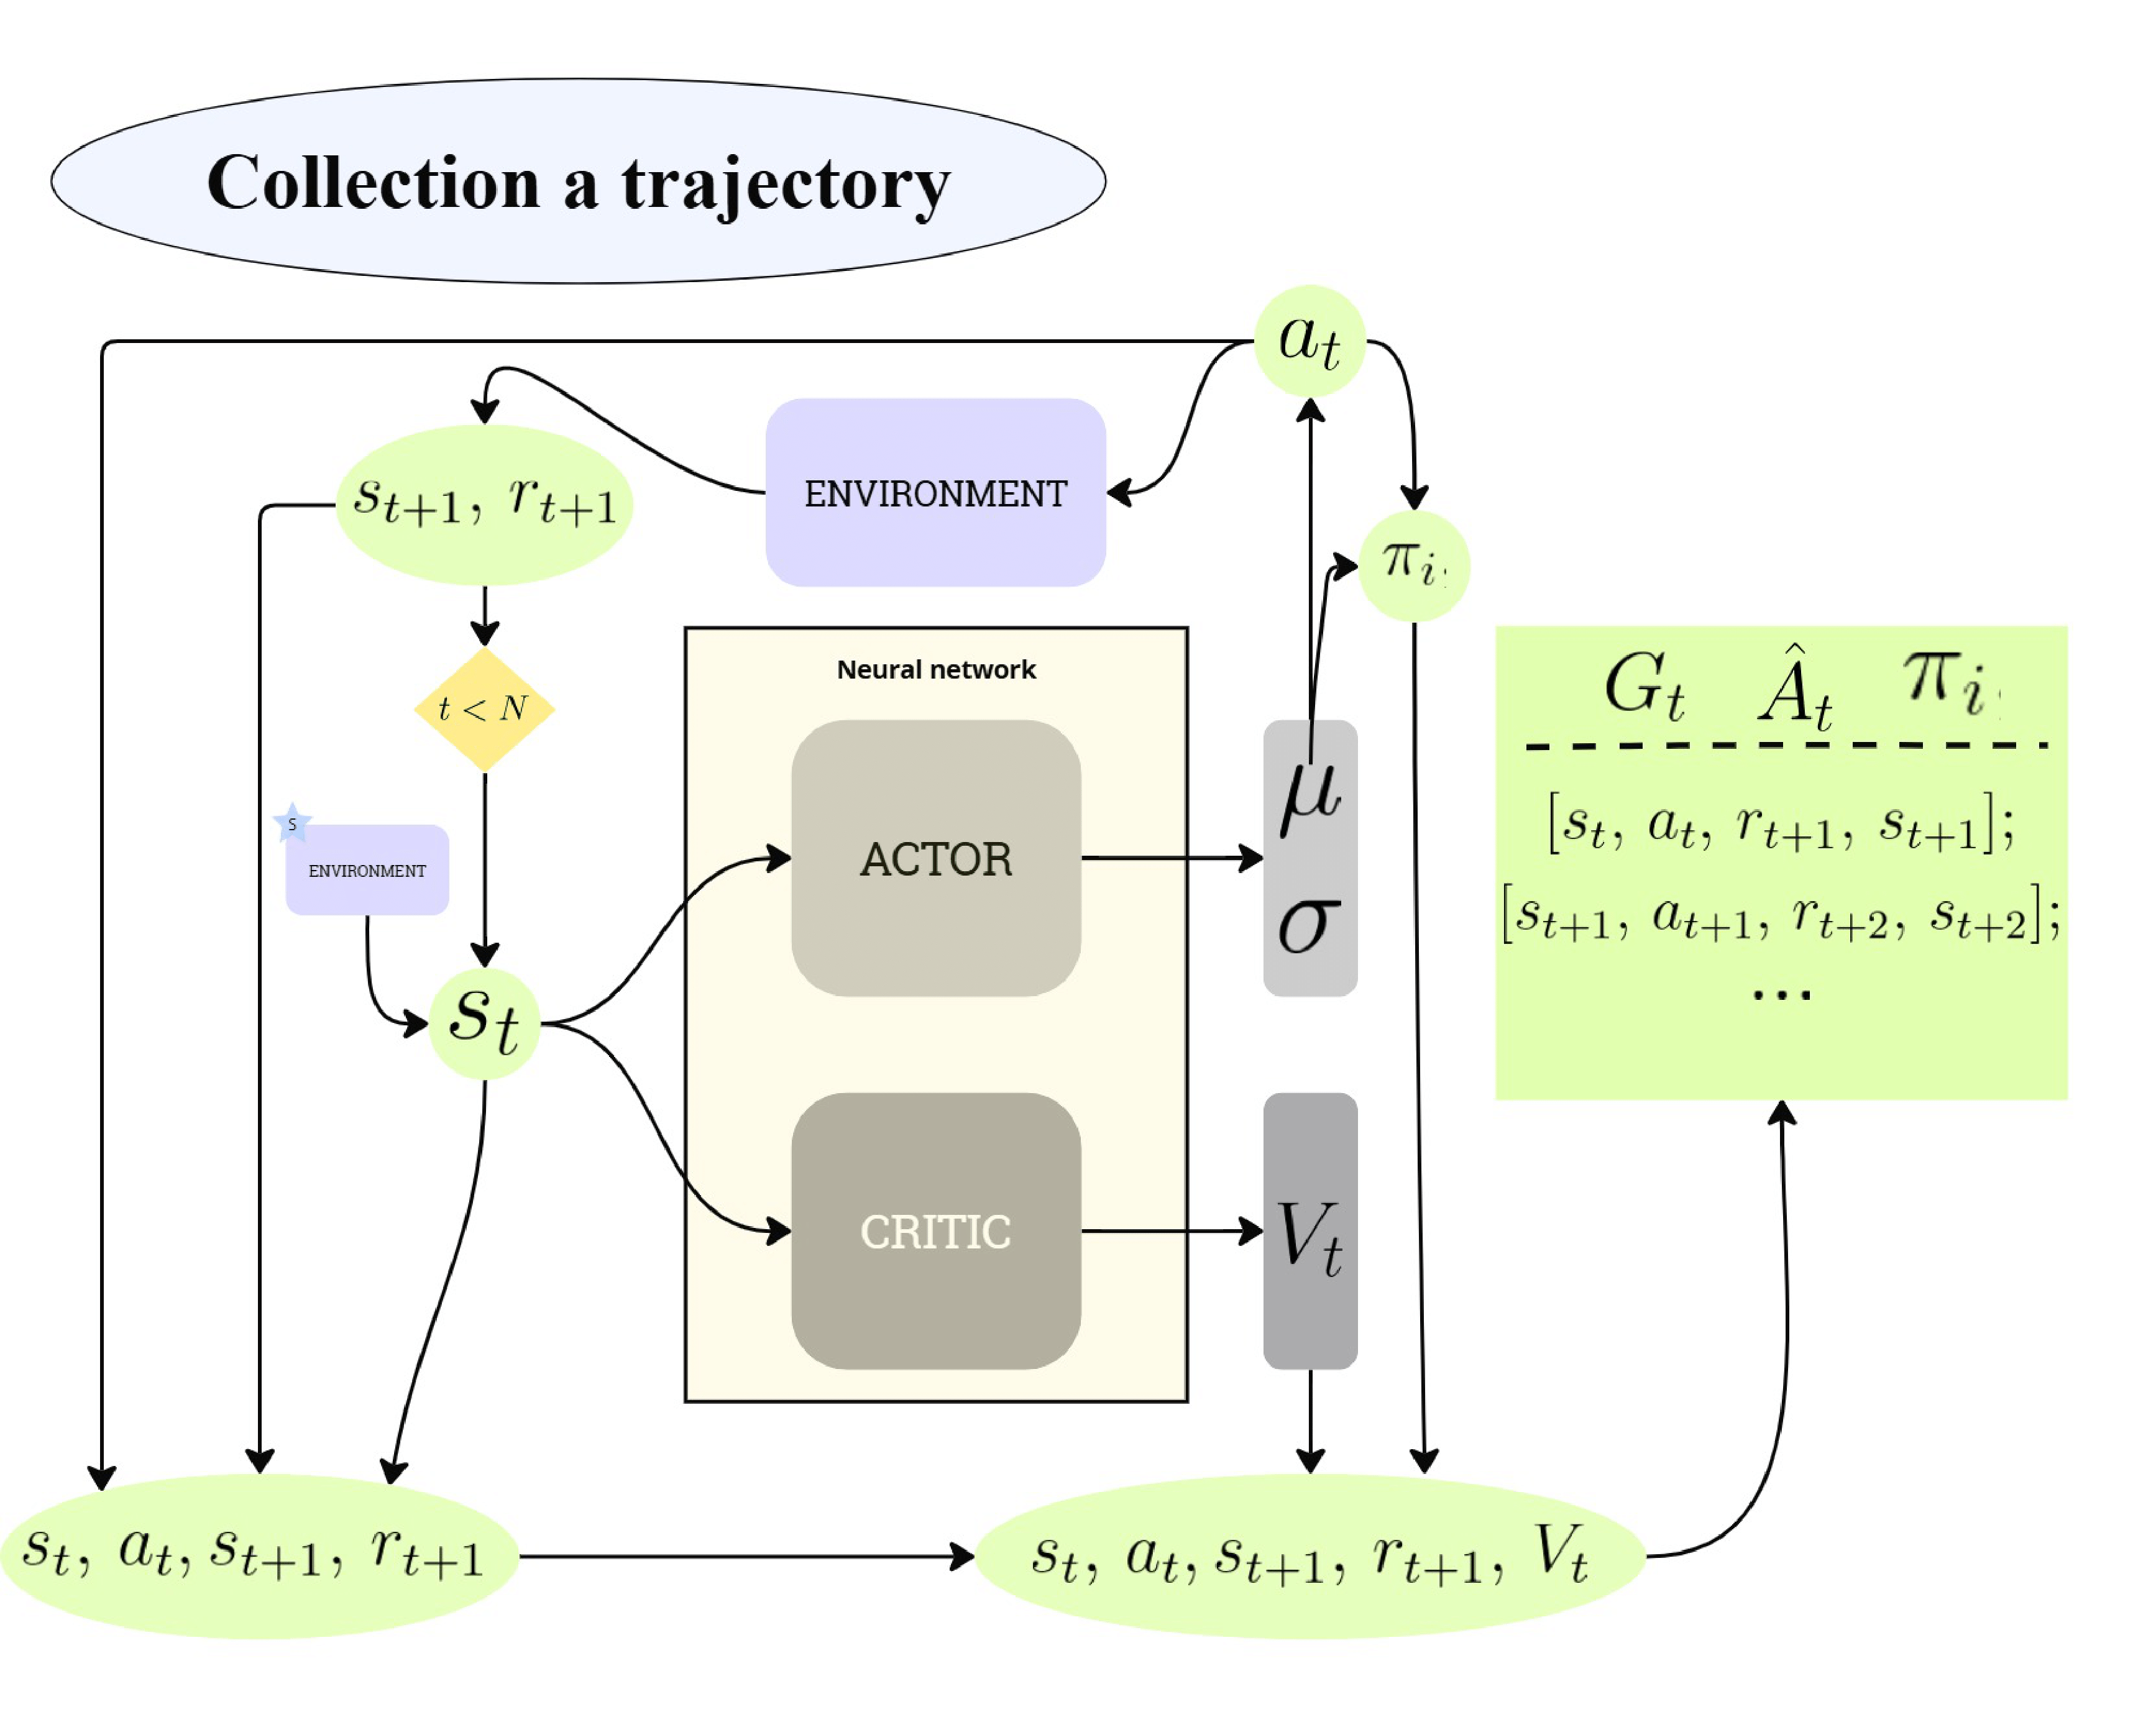 Collection a trajectory
a_t
s_{t+1}, r_{t+1}
ENVIRONMENT
π_i
Neural network
t < N
S
ENVIRONMENT
s_t
ACTOR
μ
σ
CRITIC
V_t
G_t Â_t π_i
[s_t, a_t, r_{t+1}, s_{t+1}];
[s_{t+1}, a_{t+1}, r_{t+2}, s_{t+2}];
...
s_t, a_t, s_{t+1}, r_{t+1}
s_t, a_t, s_{t+1}, r_{t+1}, V_t